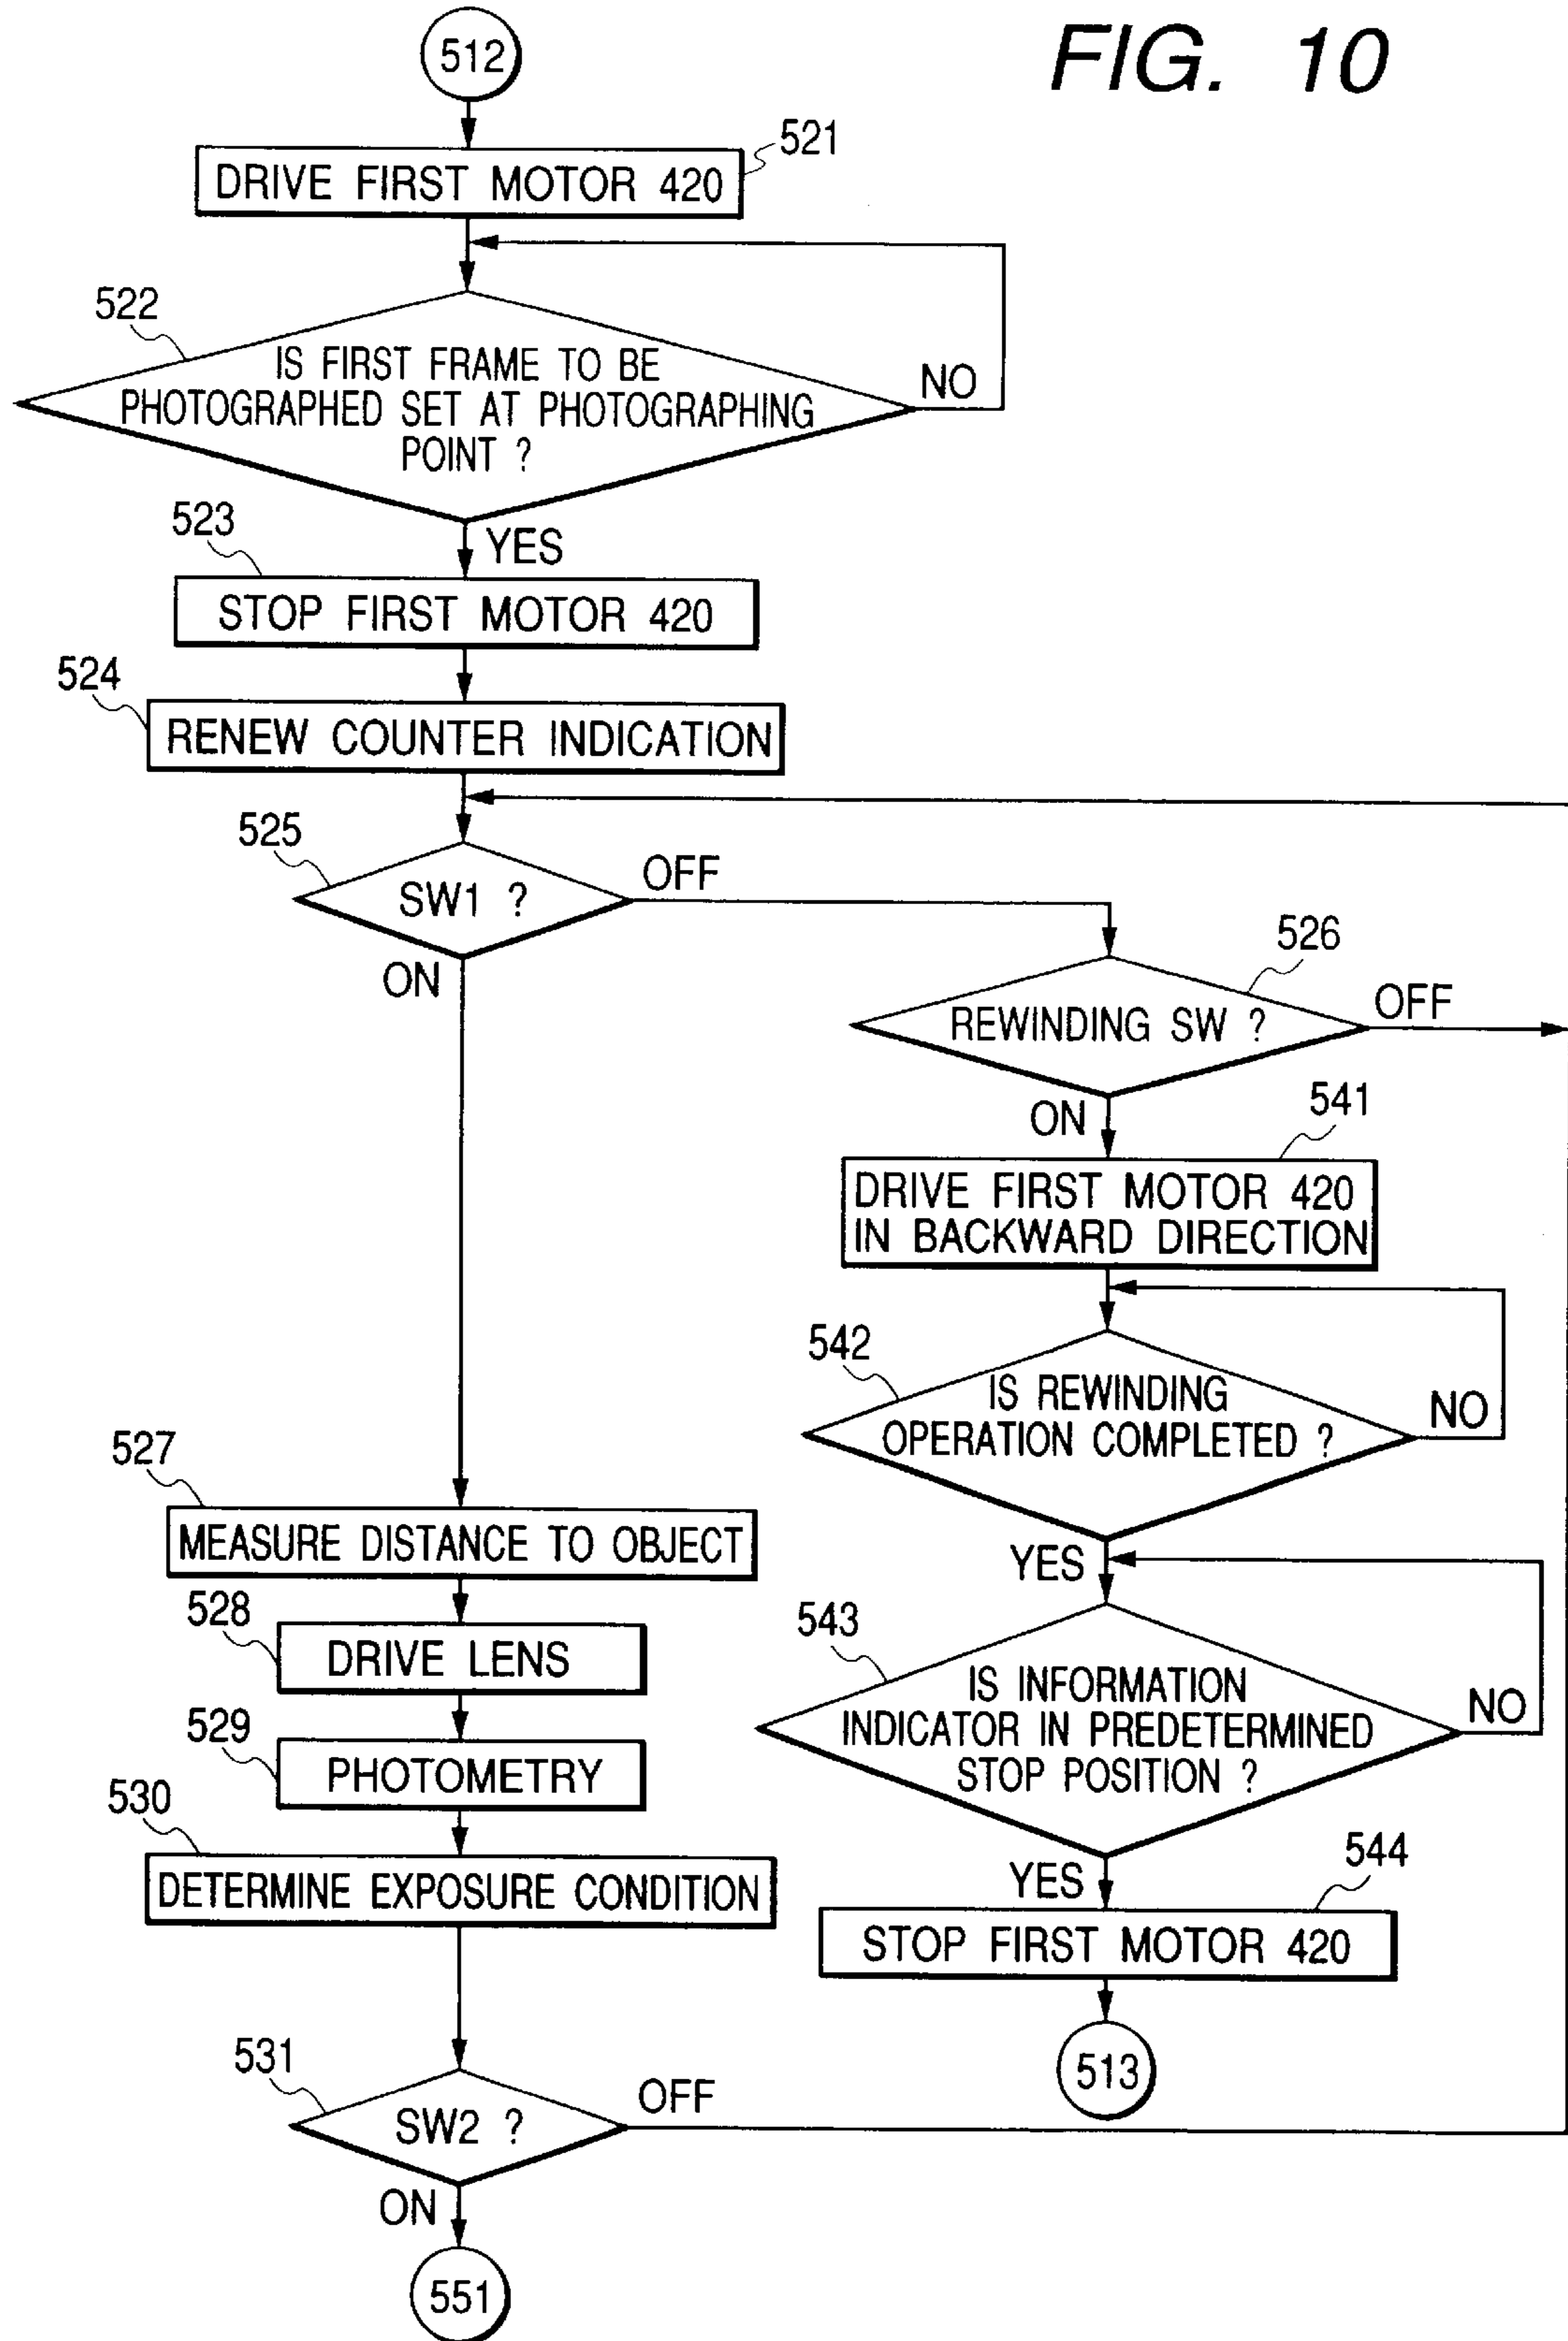 FIG. 10
512
521
DRIVE FIRST MOTOR 420
522
IS FIRST FRAME TO BE
PHOTOGRAPHED SET AT PHOTOGRAPHING
POINT ?
NO
YES
523
STOP FIRST MOTOR 420
524
RENEW COUNTER INDICATION
525
SW1 ?
OFF
ON
526
REWINDING SW ?
OFF
ON
541
DRIVE FIRST MOTOR 420
IN BACKWARD DIRECTION
542
IS REWINDING
OPERATION COMPLETED ?
NO
YES
543
IS INFORMATION
INDICATOR IN PREDETERMINED
STOP POSITION ?
NO
YES
544
STOP FIRST MOTOR 420
513
527
MEASURE DISTANCE TO OBJECT
528
DRIVE LENS
529
PHOTOMETRY
530
DETERMINE EXPOSURE CONDITION
531
SW2 ?
OFF
ON
551